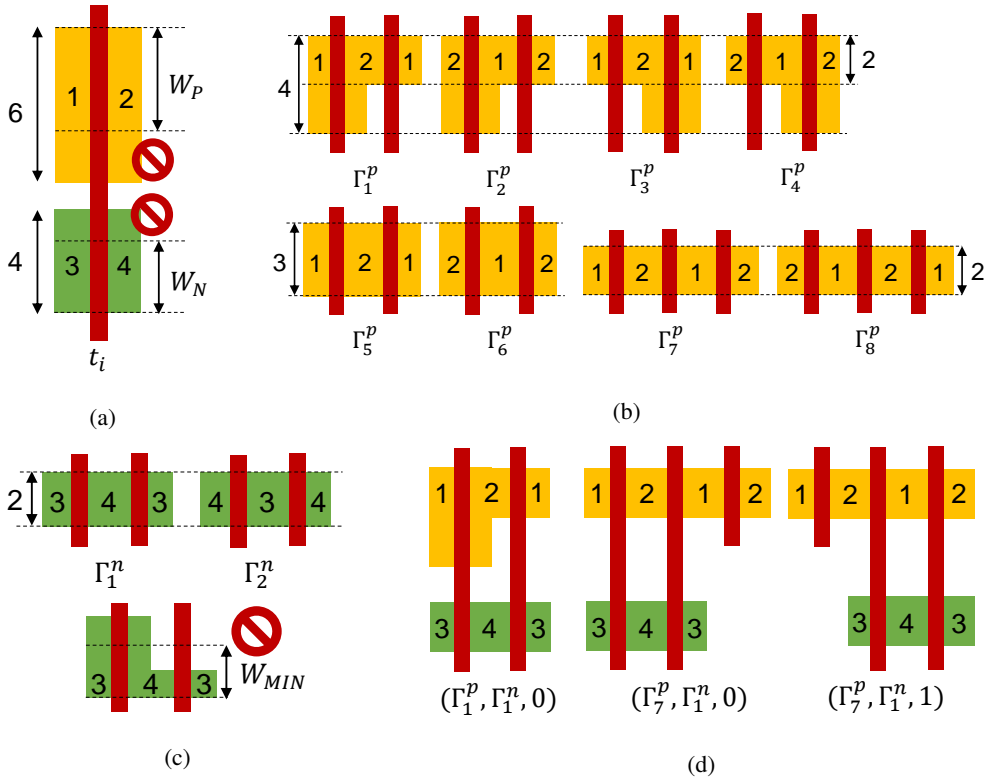 6
1
2
W_P
4
3
4
W_N
t_i
(a)
4
1 2 1
2 1 2
1 2 1
2 1 2
2
Γ_1^p
Γ_2^p
Γ_3^p
Γ_4^p
3
1 2 1
2 1 2
1 2 1 2
2 1 2 1
2
Γ_5^p
Γ_6^p
Γ_7^p
Γ_8^p
(b)
2
3 4 3
4 3 4
Γ_1^n
Γ_2^n
3 4 3
W_MIN
(c)
1 2 1
1 2 1 2
1 2 1 2
3 4 3
3 4 3
3 4 3
(Γ_1^p, Γ_1^n, 0)
(Γ_7^p, Γ_1^n, 0)
(Γ_7^p, Γ_1^n, 1)
(d)